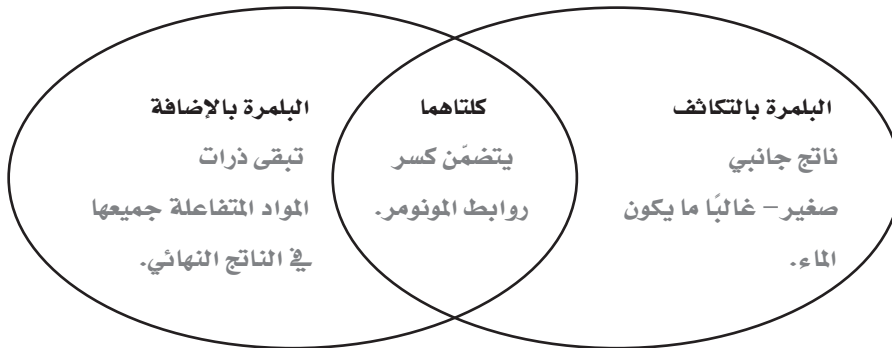 البلمرة بالتكاثف
ناتج جانبي
صغير – غالبًا ما يكون
الماء.
كلتاهما
يتضمّن كسر
روابط المونومر.
البلمرة بالإضافة
تبقى ذرات
المواد المتفاعلة جميعها
في الناتج النهائي.